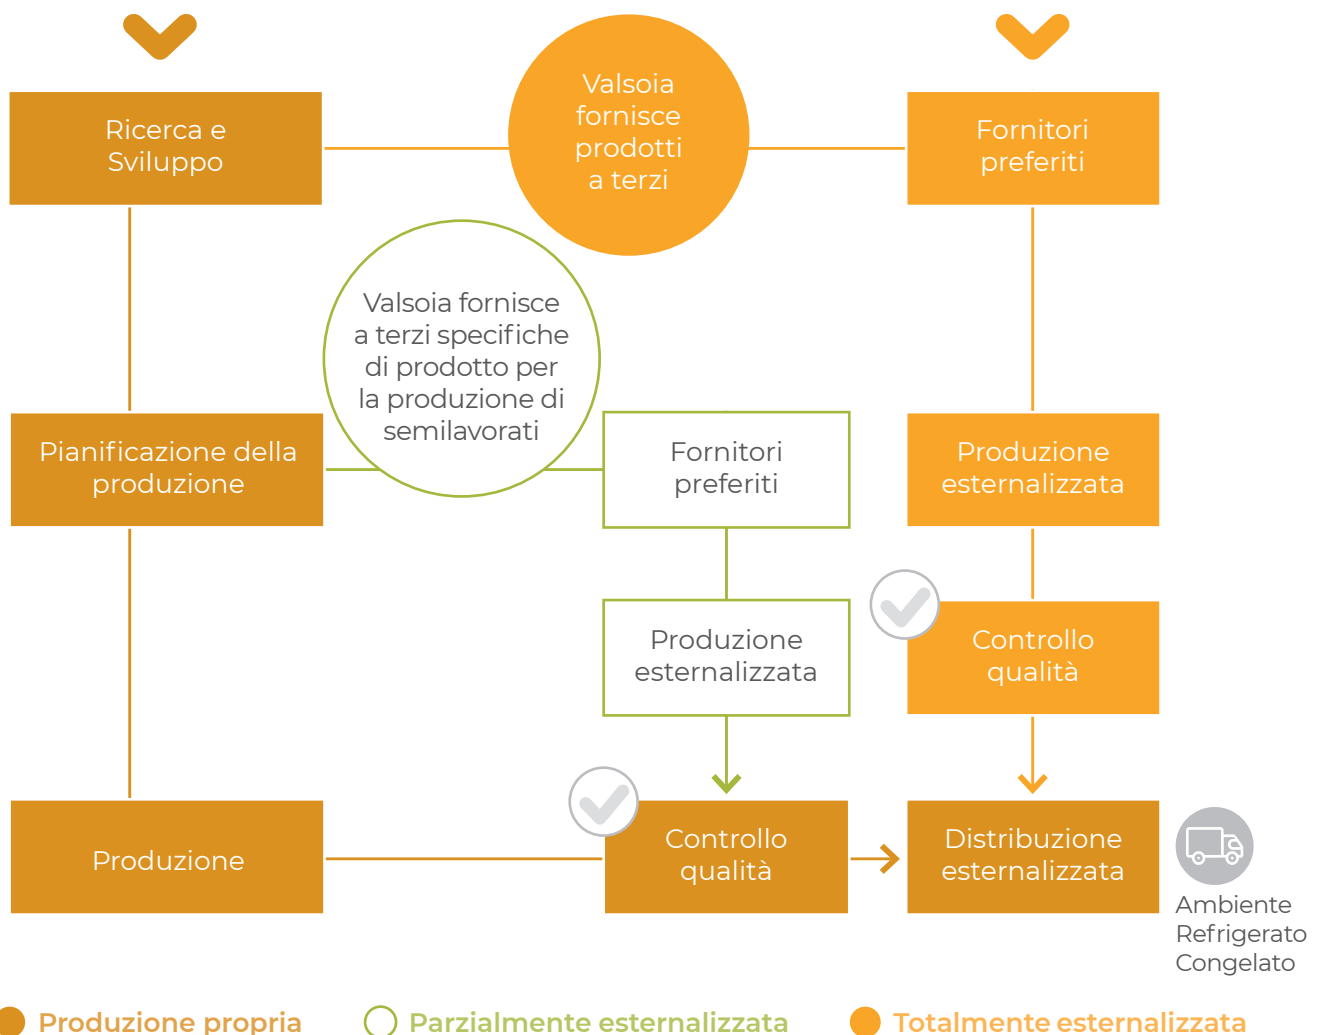 Ricerca e
Sviluppo
Valsoia
fornisce
prodotti
a terzi
Fornitori
preferiti
Valsoia fornisce
a terzi specifiche
di prodotto per
la produzione di
semilavorati
Pianificazione della
produzione
Fornitori
preferiti
Produzione
esternalizzata
Produzione
esternalizzata
Controllo
qualità
Produzione
Controllo
qualità
Distribuzione
esternalizzata
Ambiente
Refrigerato
Congelato
Produzione propria
Parzialmente esternalizzata
Totalmente esternalizzata